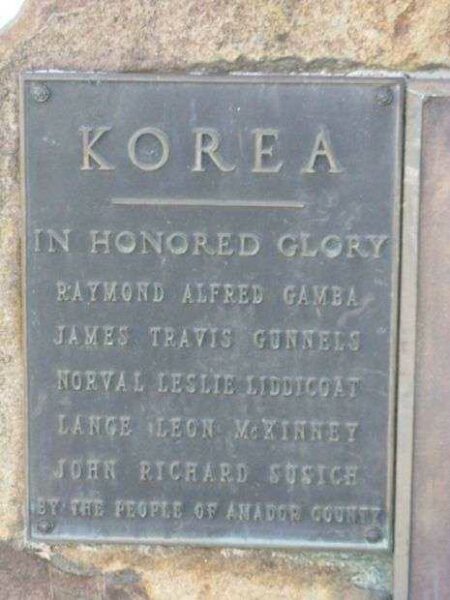 KOREA
IN HONORED GLORY
RAYMOND ALFRED GAMBA
JAMES TRAVIS GUNNELS
NORVAL LESLIE LIDDICOAT
LANCE LEON McKINNEY
JOHN RICHARD SUSICH
BY THE PEOPLE OF AMADOR COUNTY